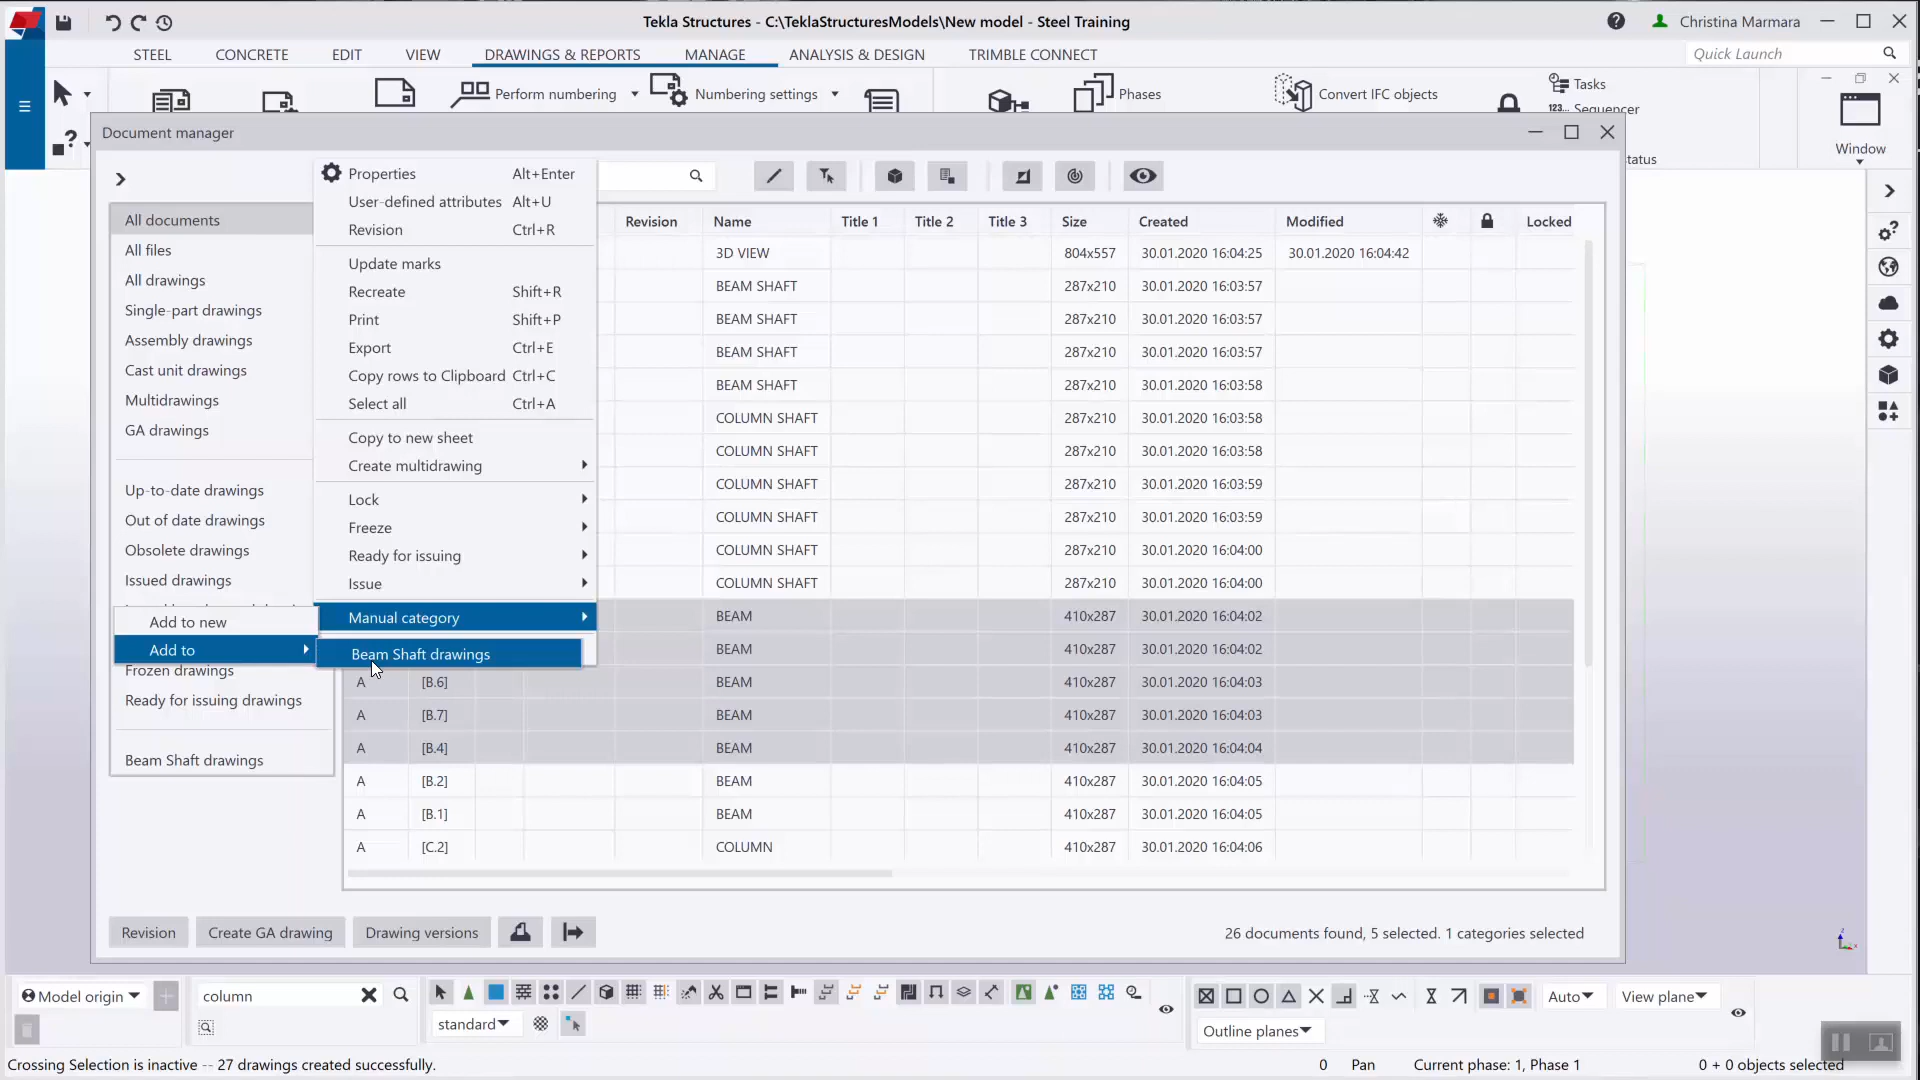 Tekla Structures - C:\TeklaStructuresModels\New model - Steel Training
Christina Marmara
STEEL CONCRETE EDIT VIEW DRAWINGS & REPORTS MANAGE ANALYSIS & DESIGN TRIMBLE CONNECT
Quick Launch
Perform numbering Numbering settings Phases Convert IFC objects Tasks
123... Sequencer
Window
status
Document manager
All documents
All files
All drawings
Single-part drawings
Assembly drawings
Cast unit drawings
Multidrawings
GA drawings
Up-to-date drawings
Out of date drawings
Obsolete drawings
Issued drawings
Frozen drawings
Ready for issuing drawings
Beam Shaft drawings
Add to new
Add to
Properties Alt+Enter
User-defined attributes Alt+U
Revision Ctrl+R
Update marks
Recreate Shift+R
Print Shift+P
Export Ctrl+E
Copy rows to Clipboard Ctrl+C
Select all Ctrl+A
Copy to new sheet
Create multidrawing
Lock
Freeze
Ready for issuing
Issue
Manual category
Beam Shaft drawings
Revision Name Title 1 Title 2 Title 3 Size Created Modified Locked
3D VIEW 804x557 30.01.2020 16:04:25 30.01.2020 16:04:42
BEAM SHAFT 287x210 30.01.2020 16:03:57
BEAM SHAFT 287x210 30.01.2020 16:03:57
BEAM SHAFT 287x210 30.01.2020 16:03:57
BEAM SHAFT 287x210 30.01.2020 16:03:58
COLUMN SHAFT 287x210 30.01.2020 16:03:58
COLUMN SHAFT 287x210 30.01.2020 16:03:58
COLUMN SHAFT 287x210 30.01.2020 16:03:59
COLUMN SHAFT 287x210 30.01.2020 16:03:59
COLUMN SHAFT 287x210 30.01.2020 16:04:00
COLUMN SHAFT 287x210 30.01.2020 16:04:00
BEAM 410x287 30.01.2020 16:04:02
BEAM 410x287 30.01.2020 16:04:02
A [B.6] BEAM 410x287 30.01.2020 16:04:03
A [B.7] BEAM 410x287 30.01.2020 16:04:03
A [B.4] BEAM 410x287 30.01.2020 16:04:04
A [B.2] BEAM 410x287 30.01.2020 16:04:05
A [B.1] BEAM 410x287 30.01.2020 16:04:05
A [C.2] COLUMN 410x287 30.01.2020 16:04:06
Revision Create GA drawing Drawing versions
26 documents found, 5 selected. 1 categories selected
Model origin column
standard
Auto View plane
Outline planes
Crossing Selection is inactive -- 27 drawings created successfully.
0 Pan Current phase: 1, Phase 1 0 + 0 objects selected